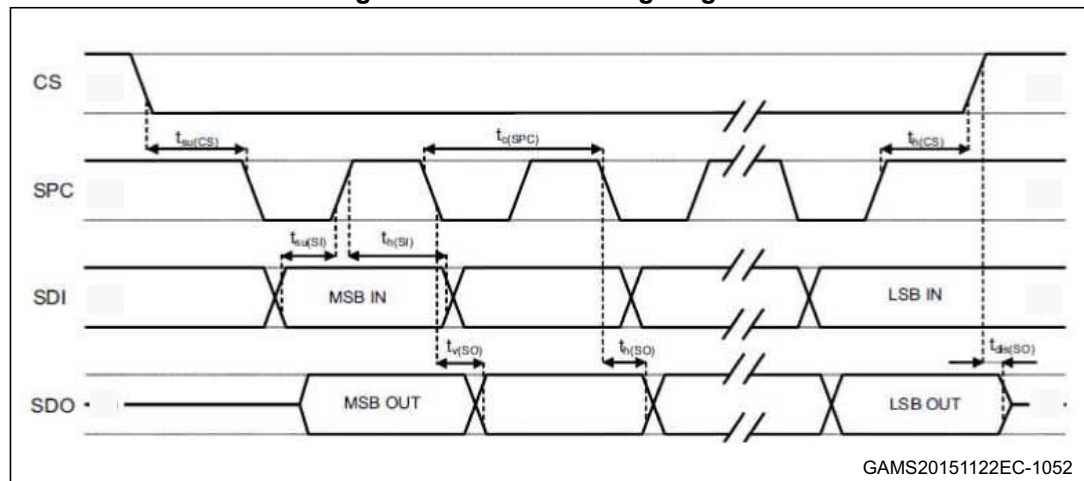 CS
t_su(CS)
t_c(SPC)
t_h(CS)
SPC
t_su(SI)
t_h(SI)
SDI
MSB IN
LSB IN
t_v(SO)
t_h(SO)
t_dis(SO)
SDO
MSB OUT
LSB OUT
GAMS20151122EC-1052